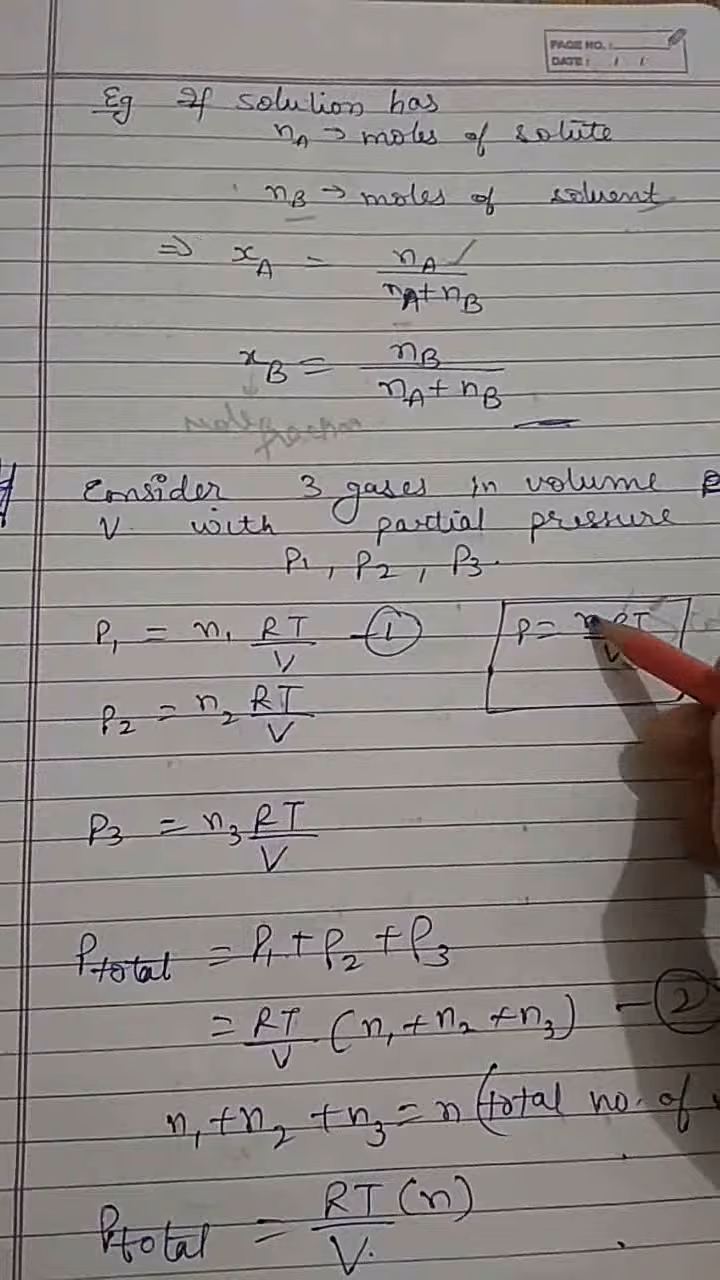 PAGE NO. :
DATE : / /
Eg If solution has
nA → moles of solute
nB → moles of solvent
⇒ xA = nA / nA+nB
xB = nB / nA + nB
mole fraction
Consider 3 gases in volume
V with partial pressure
P1, P2, P3.
P1 = n1 RT/V - ① P = nRT/V
P2 = n2 RT/V
P3 = n3 RT/V
Ptotal = P1 + P2 + P3
= RT/V (n1 + n2 + n3) - ②
n1 + n2 + n3 = n (total no. of
Ptotal = RT (n) / V.